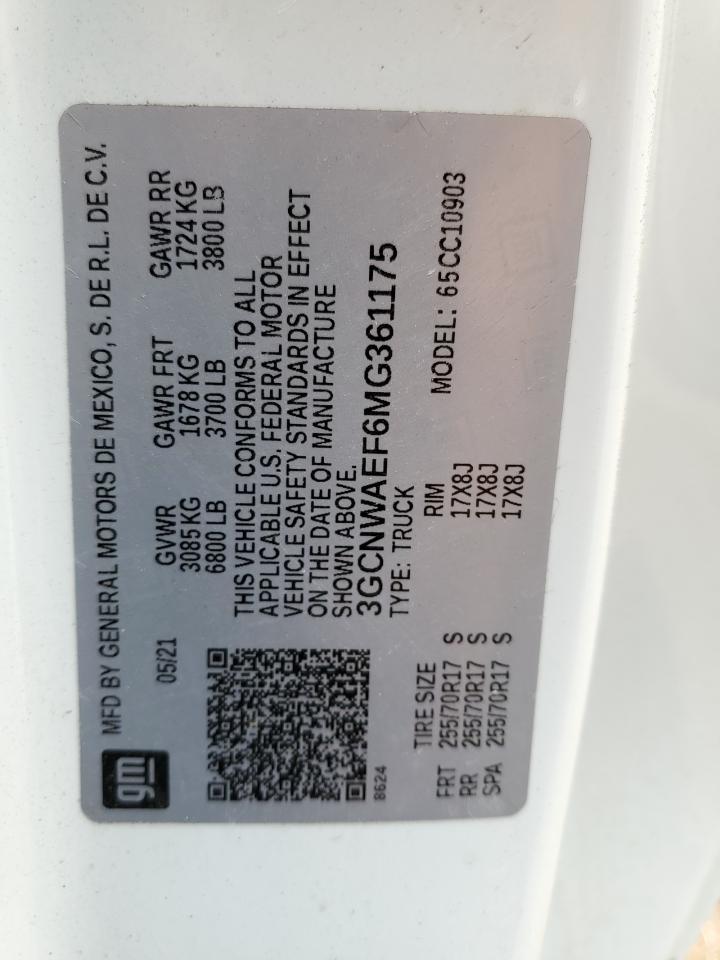 gm
MFD BY GENERAL MOTORS DE MEXICO, S. DE R.L. DE C.V.
05/21
GVWR GAWR FRT GAWR RR
3085 KG 1678 KG 1724 KG
6800 LB 3700 LB 3800 LB
THIS VEHICLE CONFORMS TO ALL
APPLICABLE U.S. FEDERAL MOTOR
VEHICLE SAFETY STANDARDS IN EFFECT
ON THE DATE OF MANUFACTURE
SHOWN ABOVE.
3GCNWAEF6MG361175
8624
TYPE: TRUCK
TIRE SIZE RIM MODEL: 65CC10903
FRT 255/70R17 S 17X8J
RR 255/70R17 S 17X8J
SPA 255/70R17 S 17X8J